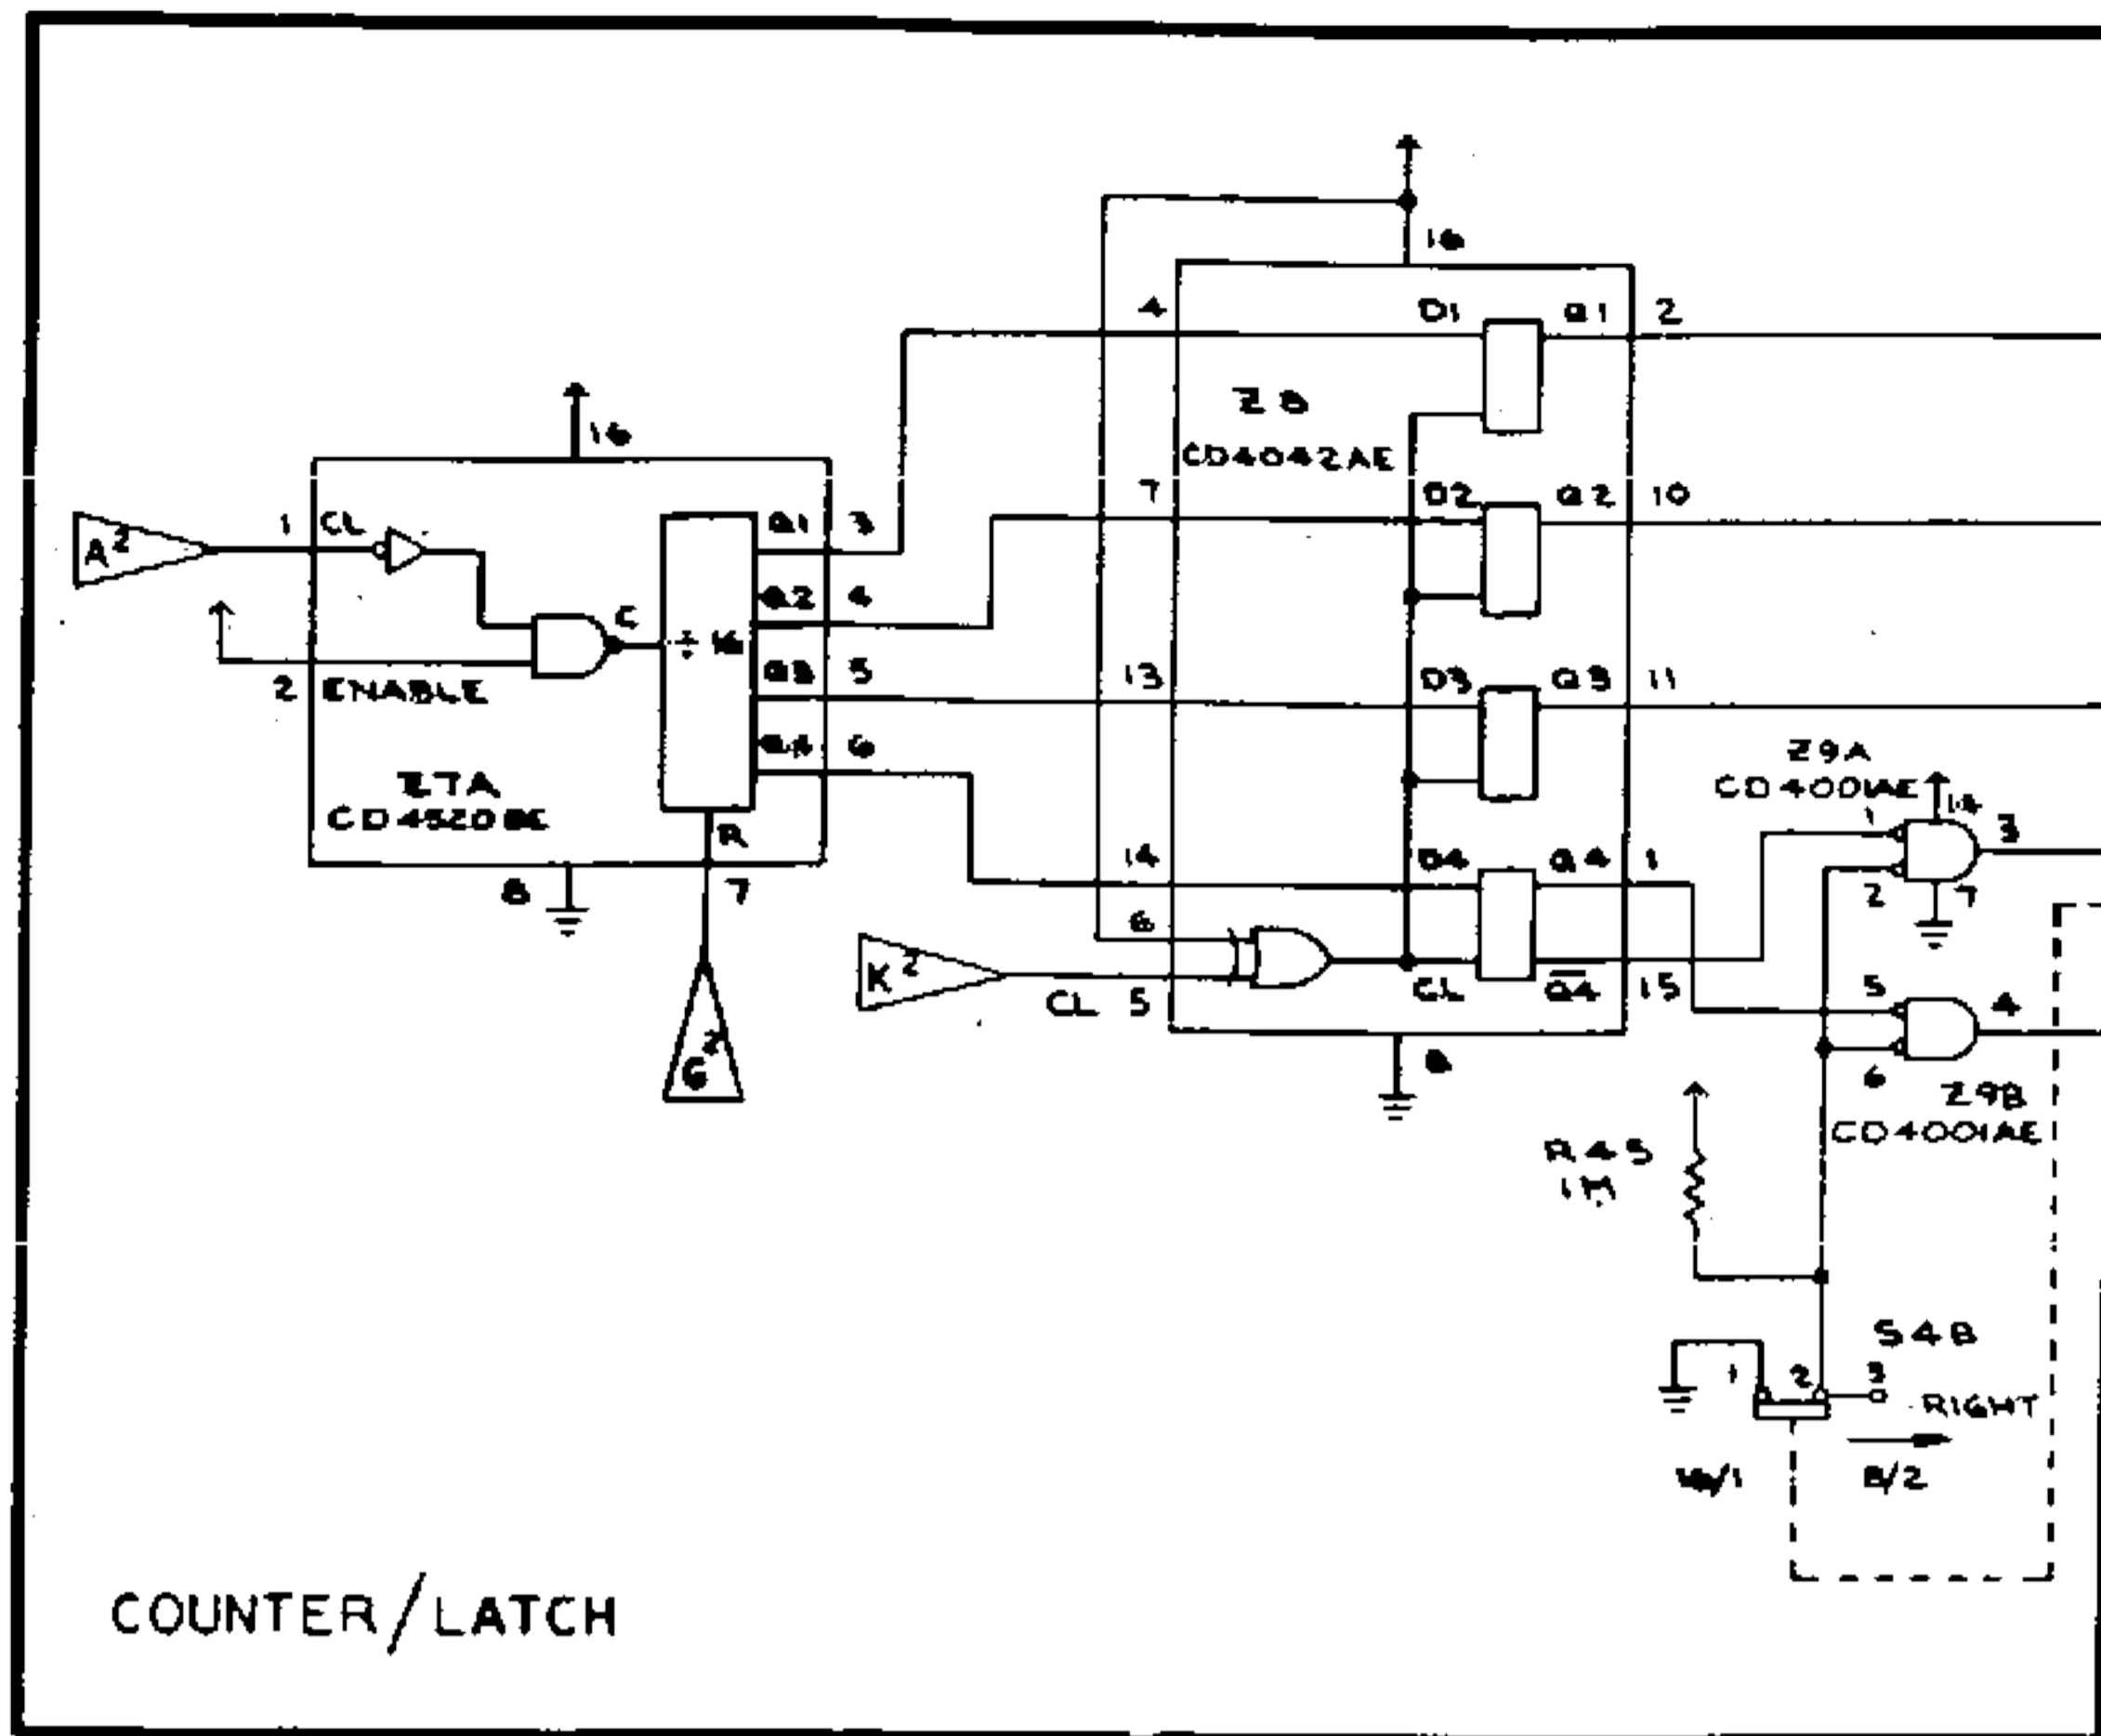 16
4 D1 Q1 2
Z8
CD4042AE
16
7 D2 Q2 10
A2 1 CL Q1 3
C Q2 4
÷ 16
2 ENABLE Q3 5
13 D3 Q3 11
Q4 6
Z7A
CD4520BE
R
8 7
Z9A
CD4001AE 14
1 3
2 7
14 D4 Q4 1
6
K2 CL 5 CL Q4 15
5 4
6
G2
8
Z9B
CD4001AE
R45
S4B
1 2 3
RIGHT
B/2
COUNTER/LATCH